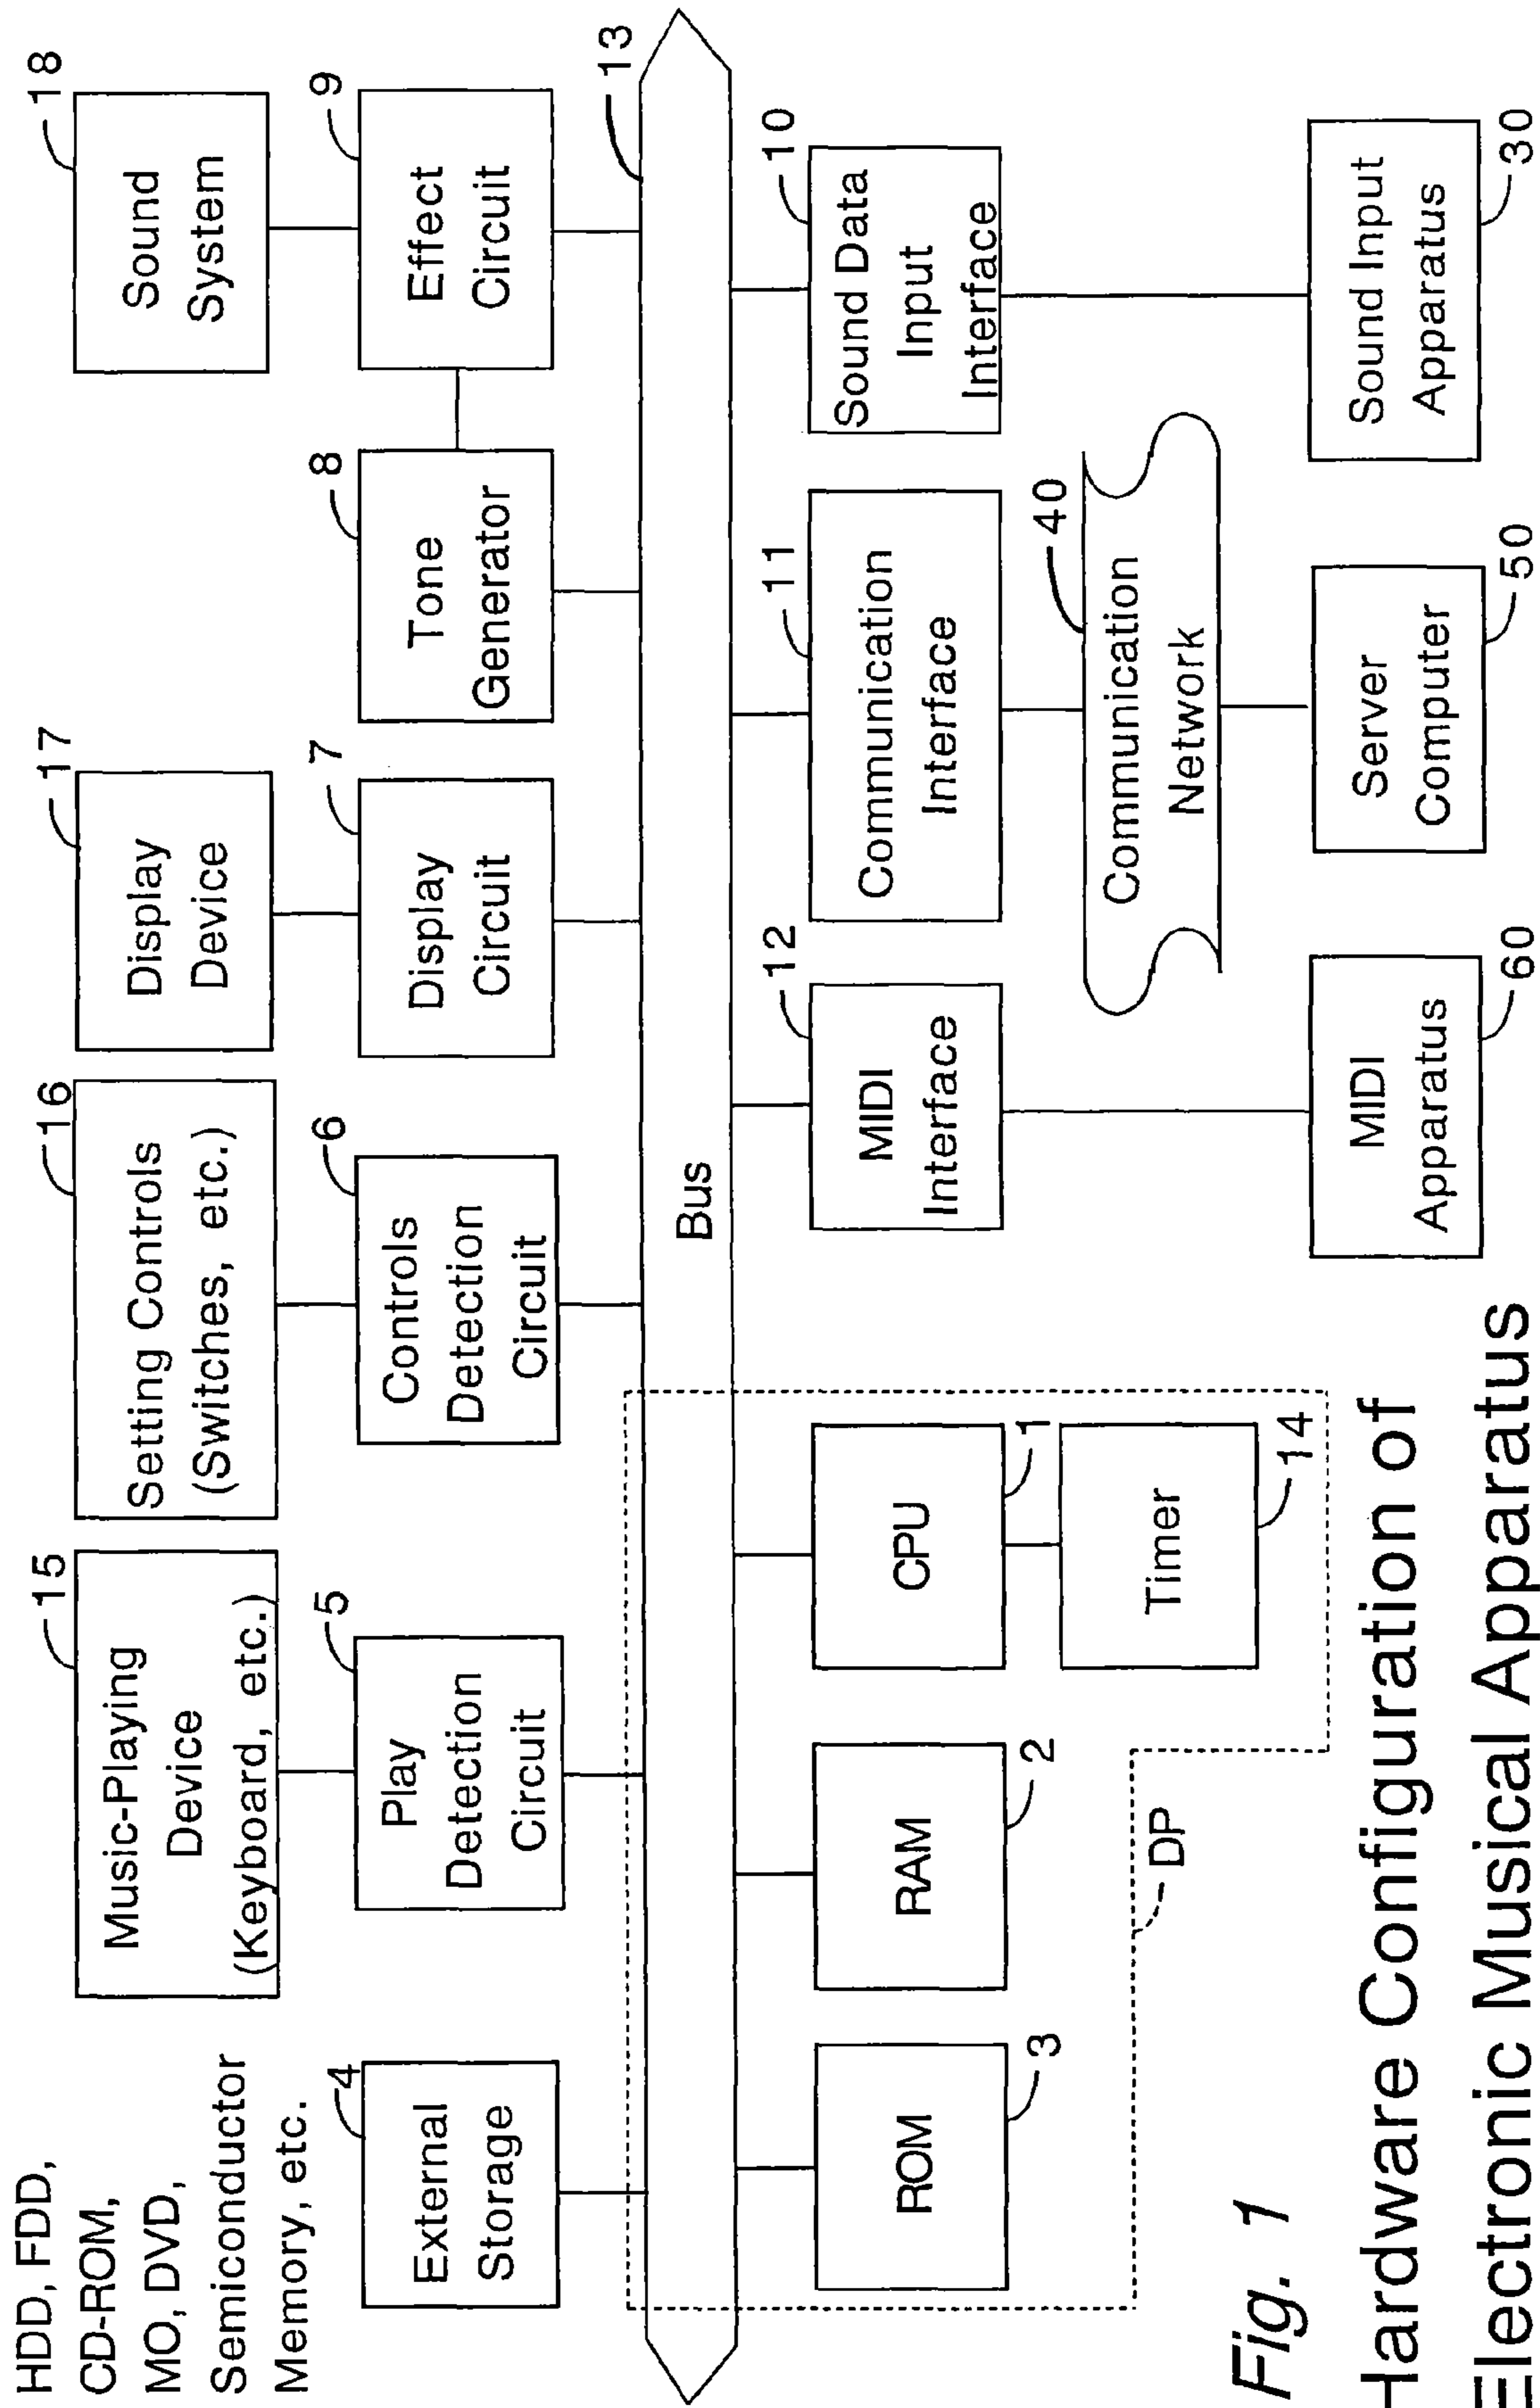 HDD, FDD,
CD-ROM,
MO, DVD,
Semiconductor
Memory, etc.
4
External
Storage
15
Music-Playing
Device
(Keyboard, etc.)
5
Play
Detection
Circuit
16
Setting Controls
(Switches, etc.)
6
Controls
Detection
Circuit
17
Display
Device
7
Display
Circuit
8
Tone
Generator
18
Sound
System
9
Effect
Circuit
13
Bus
ROM
3
RAM
2
CPU
1
Timer
14
DP
12
MIDI
Interface
MIDI
Apparatus
60
11
Communication
Interface
40
Communication
Network
Server
Computer
50
10
Sound Data
Input
Interface
Sound Input
Apparatus
30
Fig. 1
Hardware Configuration of
Electronic Musical Apparatus